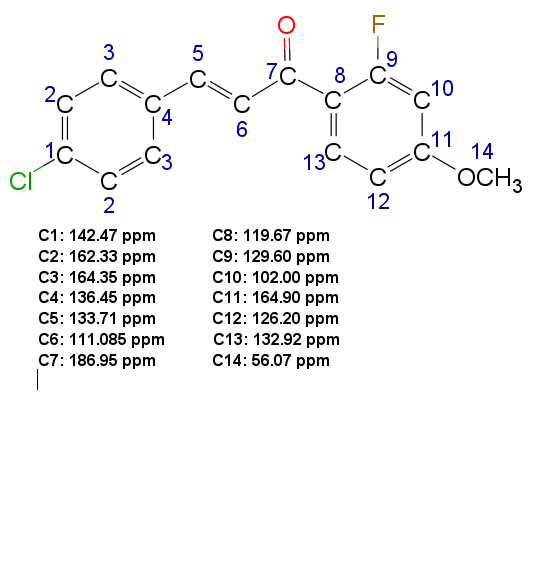 O
F
3
5
7
8
9
2
10
4
6
1
11
3
13
14
Cl
2
12
OCH3
C1: 142.47 ppm C8: 119.67 ppm
C2: 162.33 ppm C9: 129.60 ppm
C3: 164.35 ppm C10: 102.00 ppm
C4: 136.45 ppm C11: 164.90 ppm
C5: 133.71 ppm C12: 126.20 ppm
C6: 111.085 ppm C13: 132.92 ppm
C7: 186.95 ppm C14: 56.07 ppm